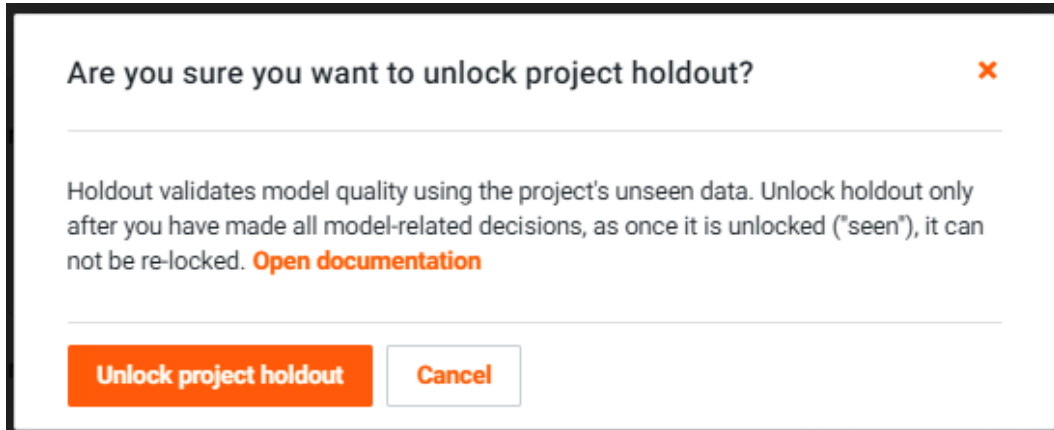 Are you sure you want to unlock project holdout?
Holdout validates model quality using the project's unseen data. Unlock holdout only
after you have made all model-related decisions, as once it is unlocked ("seen"), it can
not be re-locked. Open documentation
Unlock project holdout
Cancel